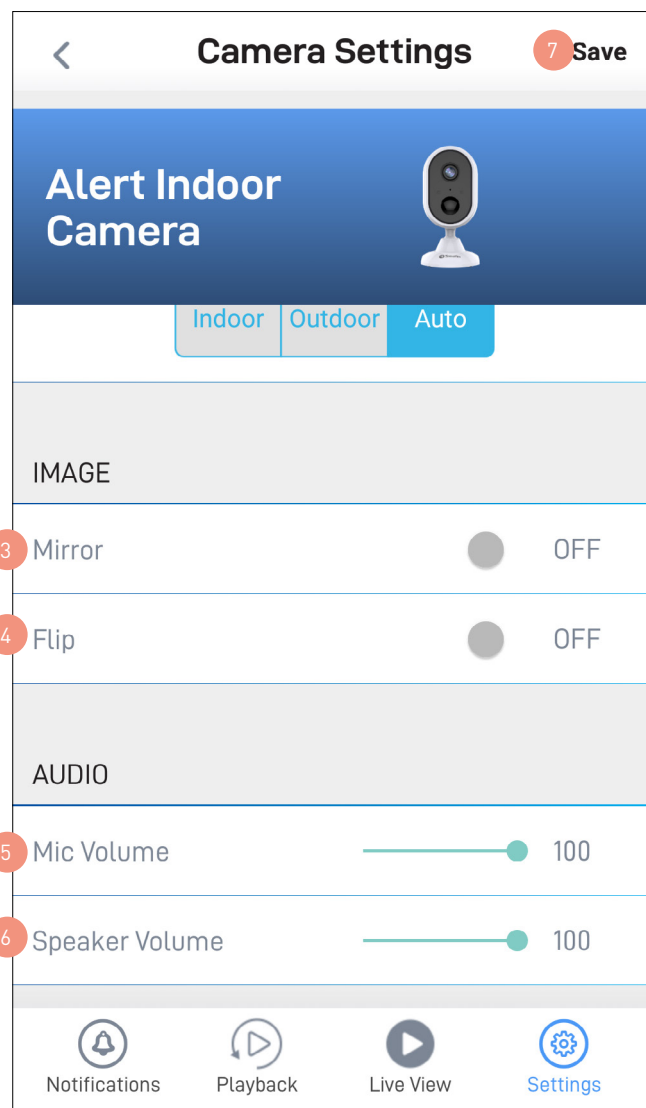 Camera Settings 7 Save
Alert Indoor
Camera
Indoor Outdoor Auto
IMAGE
3 Mirror OFF
4 Flip OFF
AUDIO
5 Mic Volume 100
6 Speaker Volume 100
Notifications Playback Live View Settings